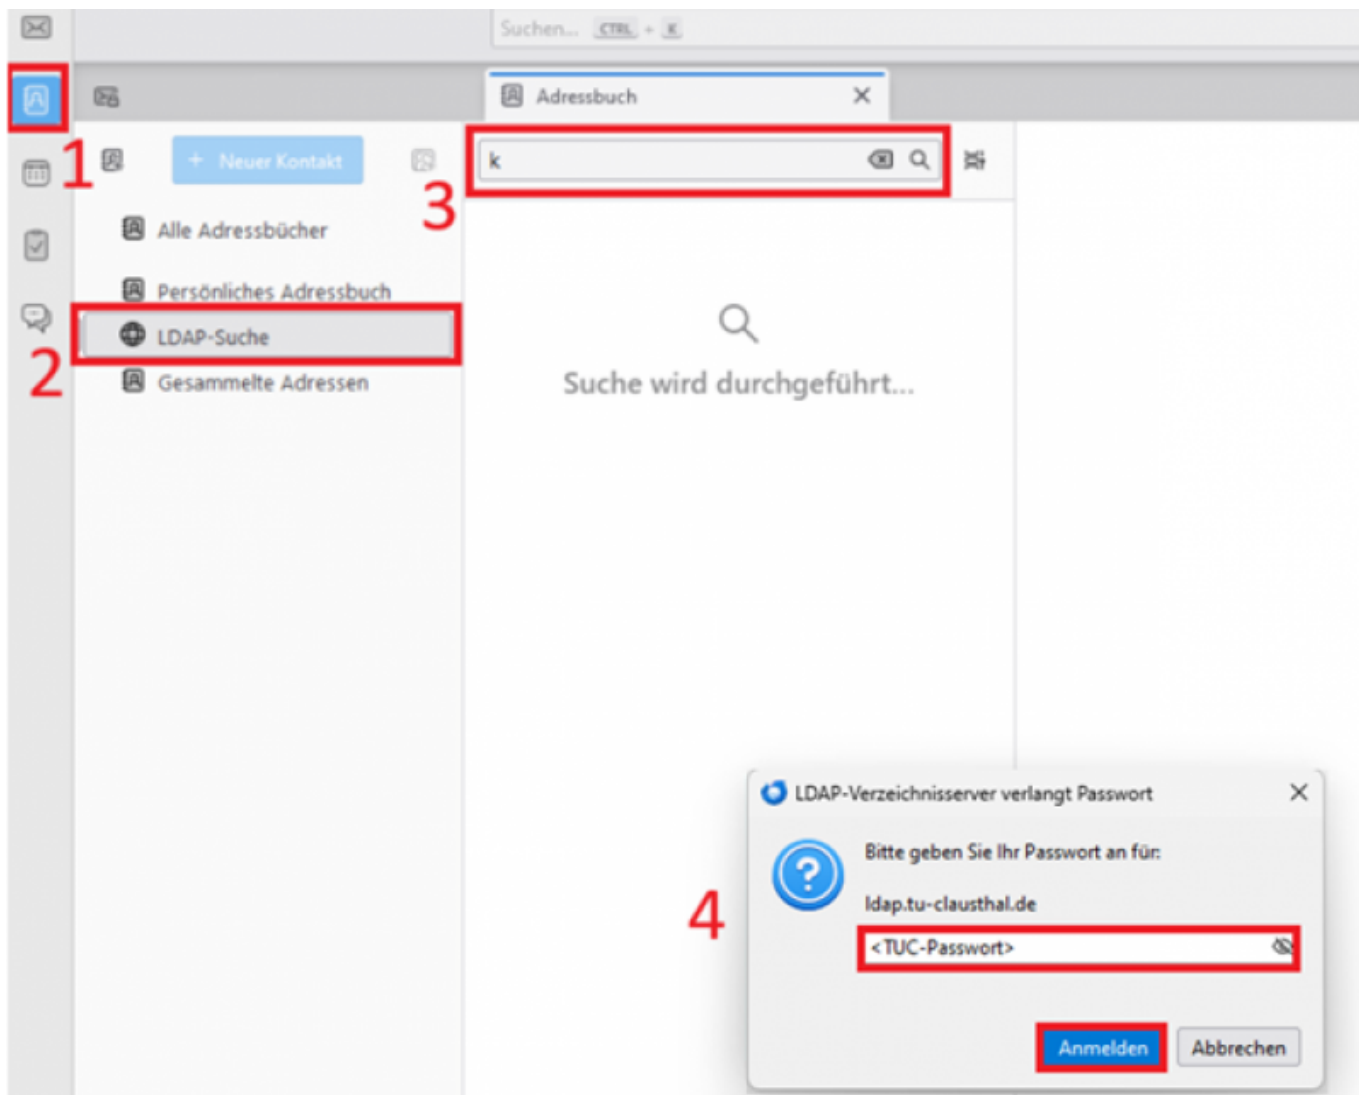 Suchen... CTRL + K
Adressbuch
1
+ Neuer Kontakt
k
3
Alle Adressbücher
Persönliches Adressbuch
LDAP-Suche
2
Gesammelte Adressen
Suche wird durchgeführt...
LDAP-Verzeichnisserver verlangt Passwort
Bitte geben Sie Ihr Passwort an für:
ldap.tu-clausthal.de
4
<TUC-Passwort>
Anmelden Abbrechen